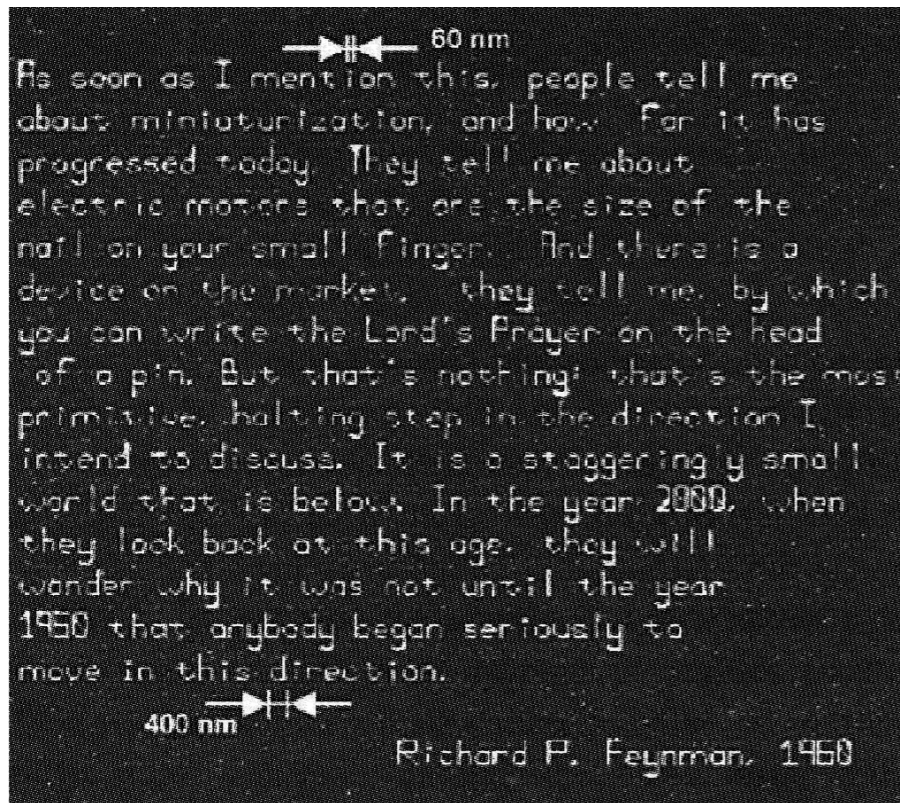 60 nm
As soon as I mention this, people tell me
about miniaturization, and how far it has
progressed today. They tell me about
electric motors that are the size of the
nail on your small finger. And there is a
device on the market, they tell me, by which
you can write the Lord's Prayer on the head
of a pin. But that's nothing; that's the most
primitive, halting step in the direction I
intend to discuss. It is a staggeringly small
world that is below. In the year 2000, when
they look back at this age, they will
wonder why it was not until the year
1960 that anybody began seriously to
move in this direction.
400 nm
Richard P. Feynman, 1960